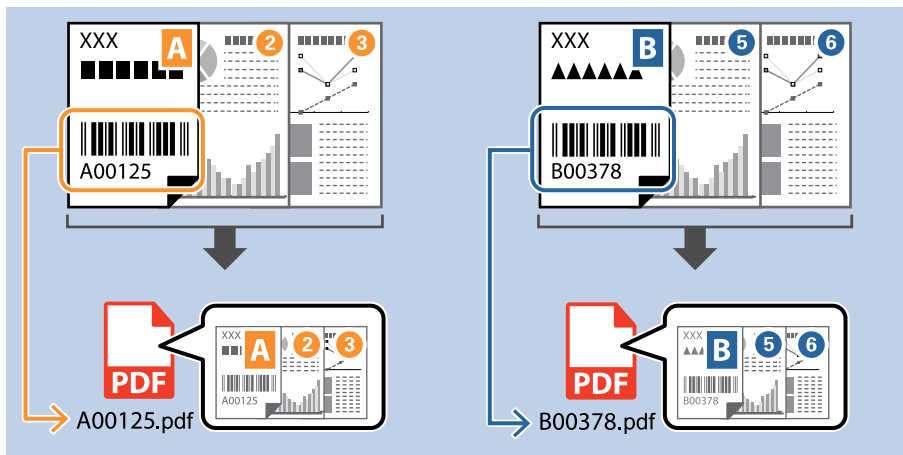 XXX
A
2
3
A00125
XXX
B
5
6
B00378
PDF
XXX
A
2
3
A00125
A00125.pdf
PDF
XXX
B
5
6
B00378
B00378.pdf